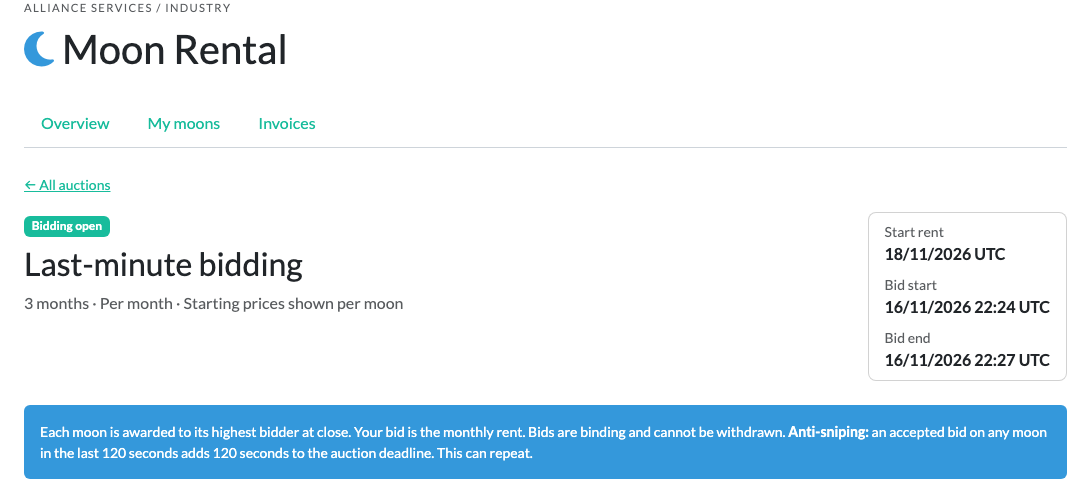 ALLIANCE SERVICES / INDUSTRY
Moon Rental
Overview
My moons
Invoices
← All auctions
Bidding open
Last-minute bidding
3 months · Per month · Starting prices shown per moon
Start rent
18/11/2026 UTC
Bid start
16/11/2026 22:24 UTC
Bid end
16/11/2026 22:27 UTC
Each moon is awarded to its highest bidder at close. Your bid is the monthly rent. Bids are binding and cannot be withdrawn. Anti-sniping: an accepted bid on any moon
in the last 120 seconds adds 120 seconds to the auction deadline. This can repeat.